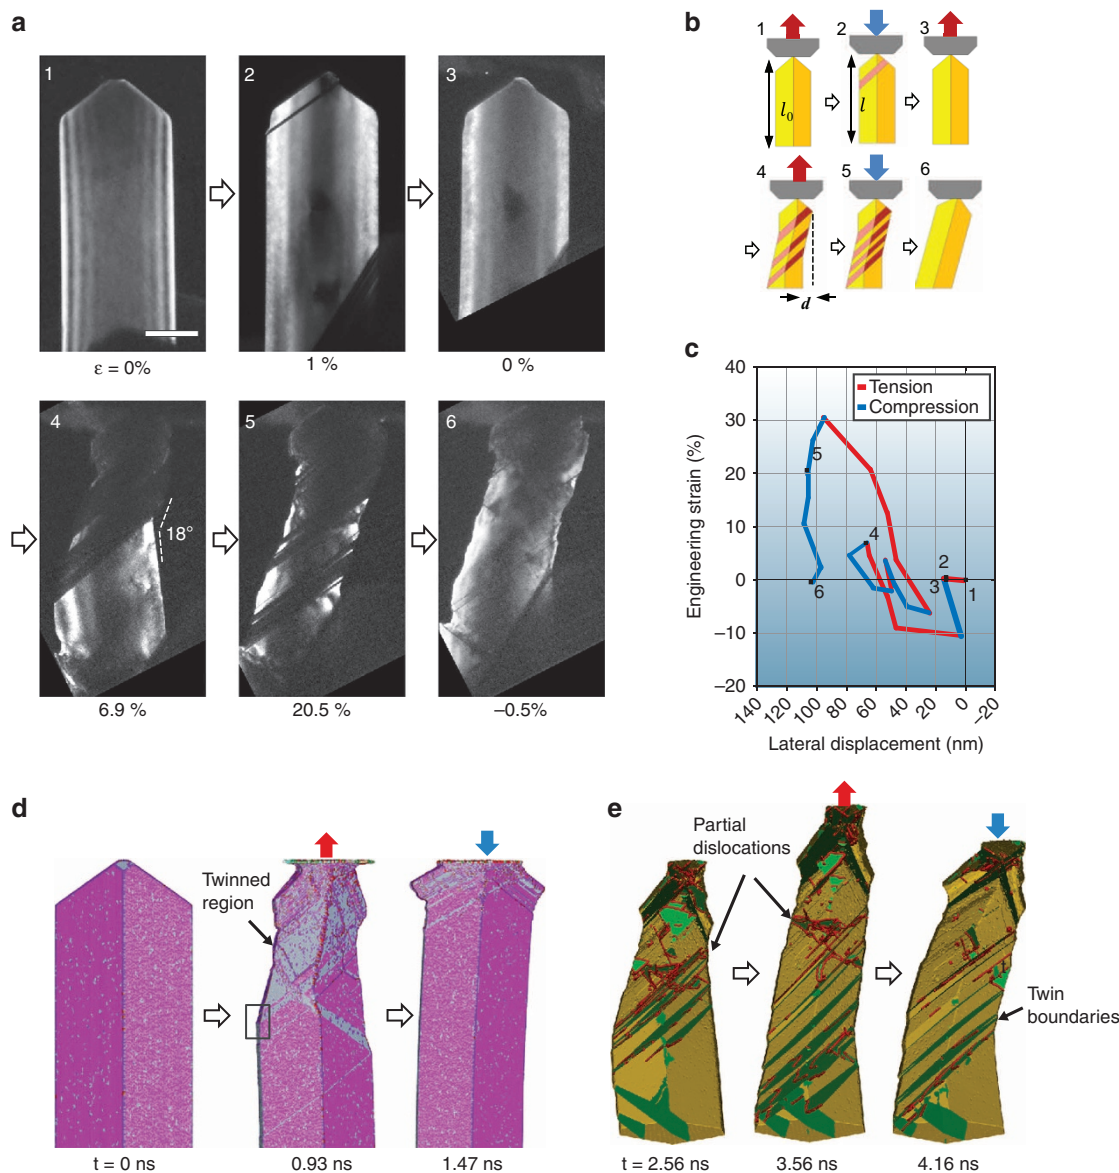 a
1
2
3
ε = 0%
1 %
0 %
4
5
6
18°
6.9 %
20.5 %
–0.5%
b
1
2
3
l0
l
4
5
6
d
c
40
30
20
10
0
–10
–20
Engineering strain (%)
Tension
Compression
5
4
2
3
1
6
140
120
100
80
60
40
20
0
–20
Lateral displacement (nm)
d
Twinned
region
t = 0 ns
0.93 ns
1.47 ns
e
Partial
dislocations
Twin
boundaries
t = 2.56 ns
3.56 ns
4.16 ns